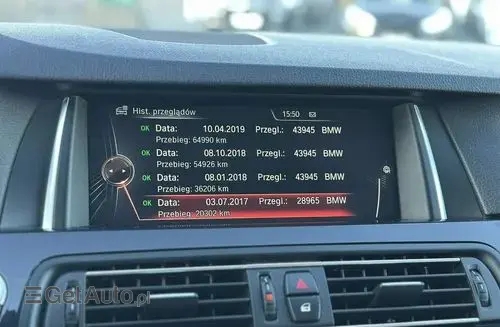 Hist. przeglądów 15:50
OK Data: 10.04.2019 Przegl.: 43945 BMW
Przebieg: 64990 km
OK Data: 08.10.2018 Przegl.: 43945 BMW
Przebieg: 54926 km
OK Data: 08.01.2018 Przegl.: 43945 BMW
Przebieg: 36206 km
OK Data: 03.07.2017 Przegl.: 28965 BMW
Przebieg: 20302 km
GetAuto.pl